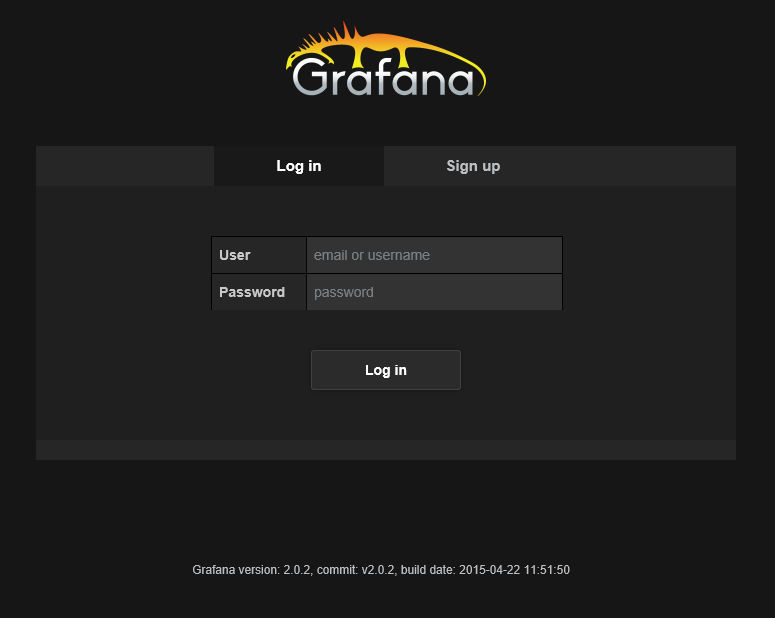 Grafana
Log in
Sign up
User
email or username
Password
password
Log in
Grafana version: 2.0.2, commit: v2.0.2, build date: 2015-04-22 11:51:50